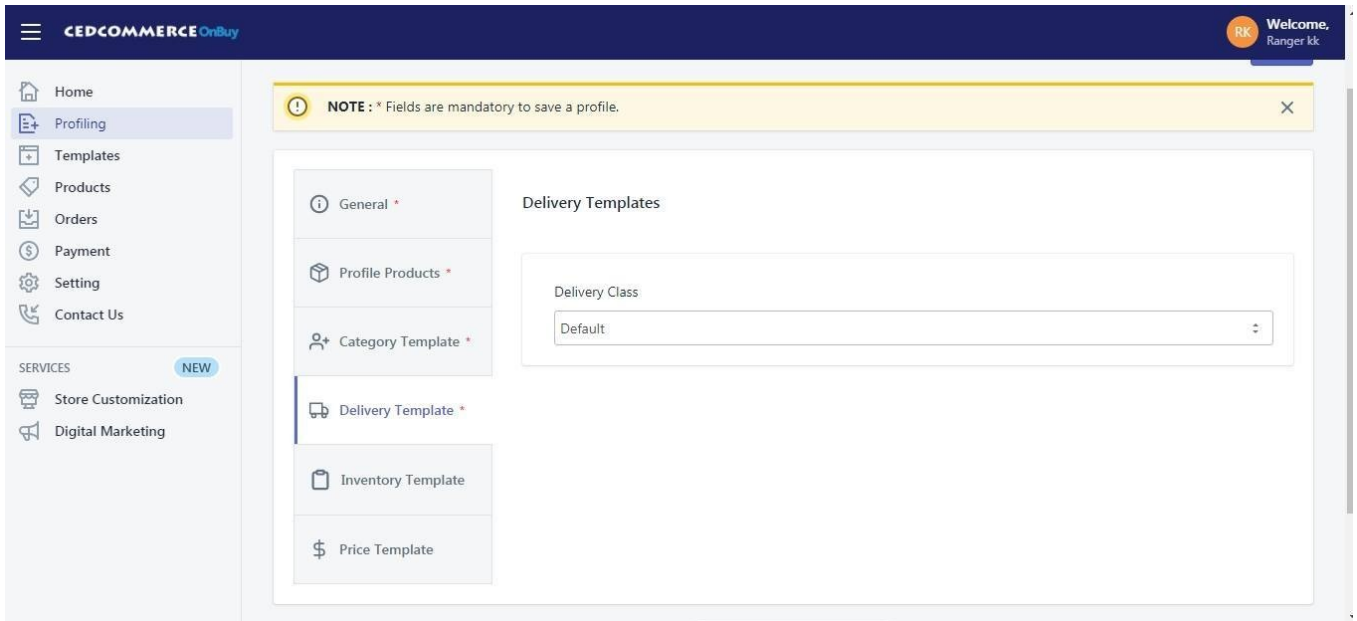 CEDCOMMERCE OnBuy
RK
Welcome,
Ranger kk
Home
Profiling
Templates
Products
Orders
Payment
Setting
Contact Us
SERVICES NEW
Store Customization
Digital Marketing
NOTE : * Fields are mandatory to save a profile.
General *
Profile Products *
Category Template *
Delivery Template *
Inventory Template
Price Template
Delivery Templates
Delivery Class
Default